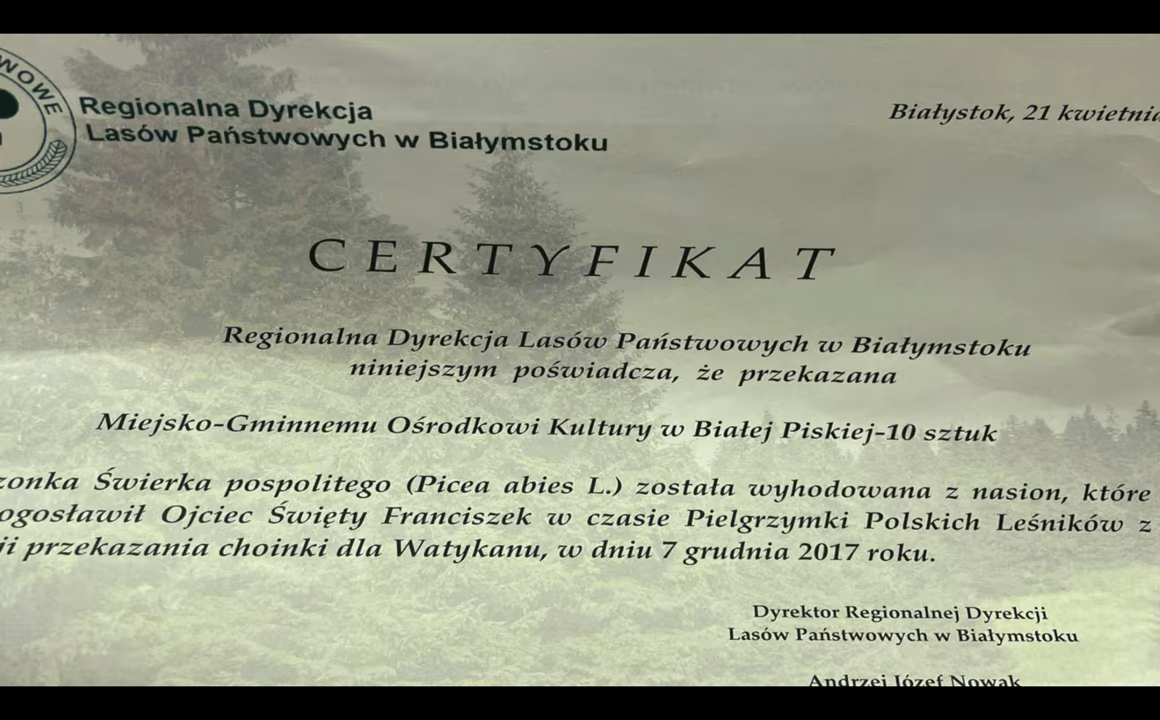 Regionalna Dyrekcja
Lasów Państwowych w Białymstoku
Białystok, 21 kwietnia
CERTYFIKAT
Regionalna Dyrekcja Lasów Państwowych w Białymstoku
niniejszym poświadcza, że przekazana
Miejsko-Gminnemu Ośrodkowi Kultury w Białej Piskiej-10 sztuk
Świerka pospolitego (Picea abies L.) została wyhodowana z nasion, które
Ojciec Święty Franciszek w czasie Pielgrzymki Polskich Leśników z
przekazania choinki dla Watykanu, w dniu 7 grudnia 2017 roku.
Dyrektor Regionalnej Dyrekcji
Lasów Państwowych w Białymstoku
Andrzej Józef Nowak